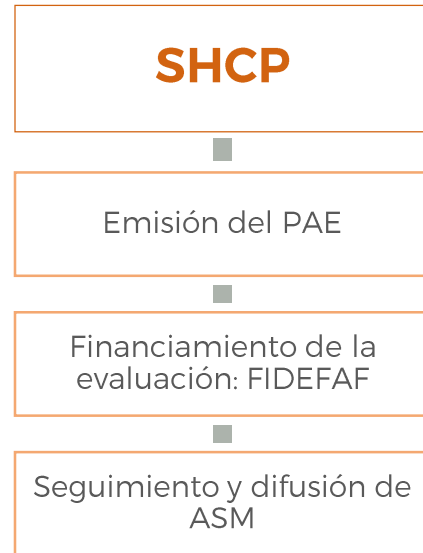 SHCP
Emisión del PAE
Financiamiento de la
evaluación: FIDEFAF
Seguimiento y difusión de
ASM